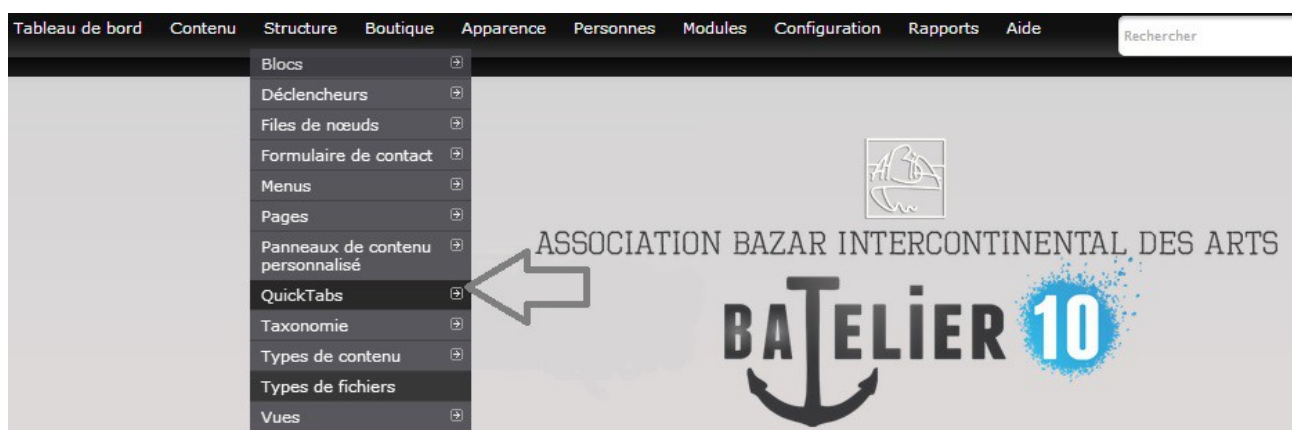 Tableau de bord Contenu Structure Boutique Apparence Personnes Modules Configuration Rapports Aide Rechercher
Blocs
Déclencheurs
Files de nœuds
Formulaire de contact
Menus
Pages
Panneaux de contenu
personnalisé
QuickTabs
Taxonomie
Types de contenu
Types de fichiers
Vues
ASSOCIATION BAZAR INTERCONTINENTAL DES ARTS
BATELiER 10